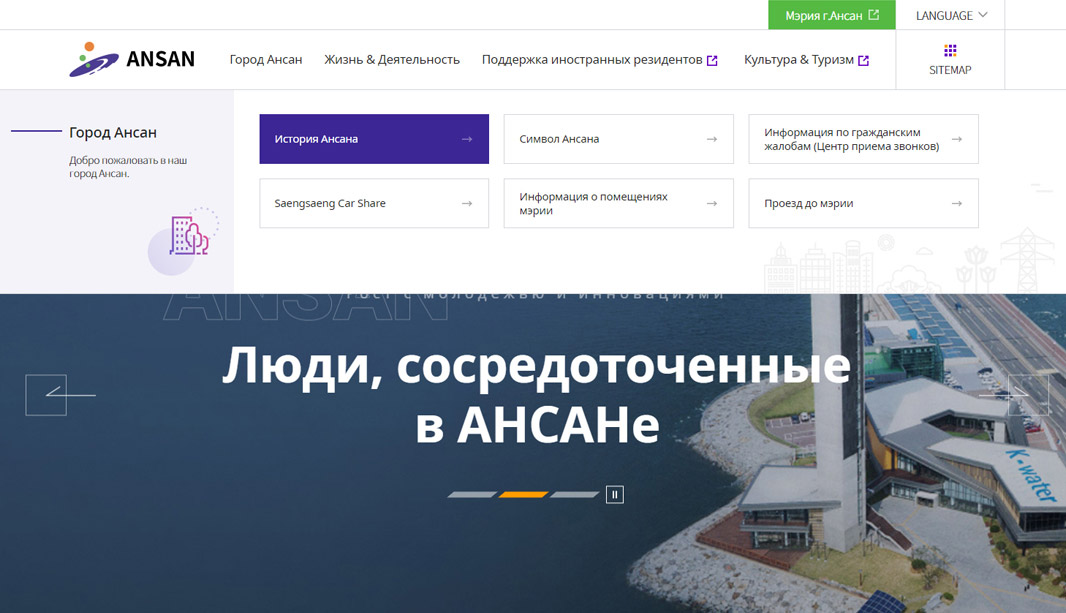 Мэрия г.Ансан
LANGUAGE
ANSAN
Город Ансан
Жизнь & Деятельность
Поддержка иностранных резидентов
Культура & Туризм
SITEMAP
Город Ансан
Добро пожаловать в наш
город Ансан.
История Ансана
Символ Ансана
Информация по гражданским
жалобам (Центр приема звонков)
Saengsaeng Car Share
Информация о помещениях
мэрии
Проезд до мэрии
ANSAN
рост с молодежью и инновациями
Люди, сосредоточенные
в АНСАНе
K-water